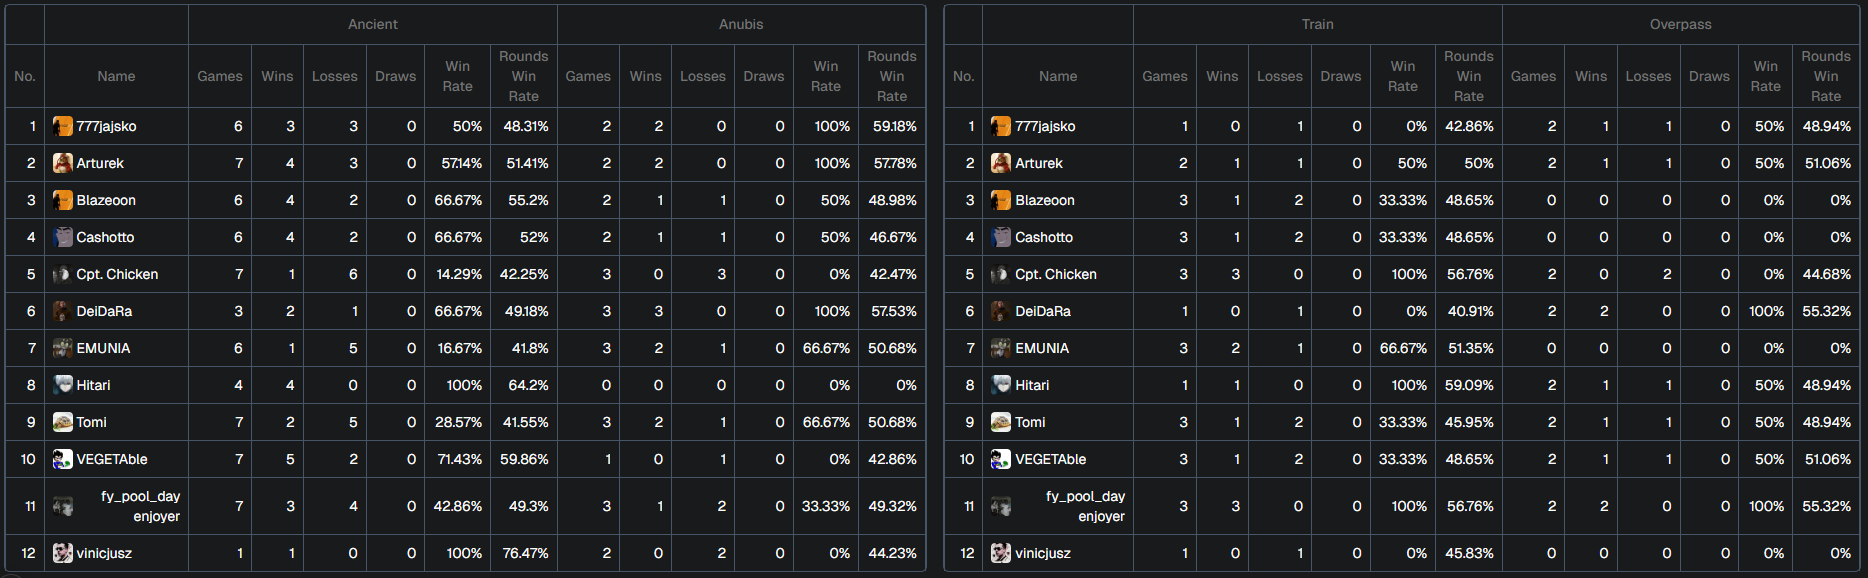 Ancient Anubis
No. Name Games Wins Losses Draws Win Rate Rounds Win Rate Games Wins Losses Draws Win Rate Rounds Win Rate
1 777jajsko 6 3 3 0 50% 48.31% 2 2 0 0 100% 59.18%
2 Arturek 7 4 3 0 57.14% 51.41% 2 2 0 0 100% 57.78%
3 Blazeoon 6 4 2 0 66.67% 55.2% 2 1 1 0 50% 48.98%
4 Cashotto 6 4 2 0 66.67% 52% 2 1 1 0 50% 46.67%
5 Cpt. Chicken 7 1 6 0 14.29% 42.25% 3 0 3 0 0% 42.47%
6 DeiDaRa 3 2 1 0 66.67% 49.18% 3 3 0 0 100% 57.53%
7 EMUNIA 6 1 5 0 16.67% 41.8% 3 2 1 0 66.67% 50.68%
8 Hitari 4 4 0 0 100% 64.2% 0 0 0 0 0% 0%
9 Tomi 7 2 5 0 28.57% 41.55% 3 2 1 0 66.67% 50.68%
10 VEGETAble 7 5 2 0 71.43% 59.86% 1 0 1 0 0% 42.86%
11 fy_pool_day enjoyer 7 3 4 0 42.86% 49.3% 3 1 2 0 33.33% 49.32%
12 vinicjusz 1 1 0 0 100% 76.47% 2 0 2 0 0% 44.23%
Train Overpass
No. Name Games Wins Losses Draws Win Rate Rounds Win Rate Games Wins Losses Draws Win Rate Rounds Win Rate
1 777jajsko 1 0 1 0 0% 42.86% 2 1 1 0 50% 48.94%
2 Arturek 2 1 1 0 50% 50% 2 1 1 0 50% 51.06%
3 Blazeoon 3 1 2 0 33.33% 48.65% 0 0 0 0 0% 0%
4 Cashotto 3 1 2 0 33.33% 48.65% 0 0 0 0 0% 0%
5 Cpt. Chicken 3 3 0 0 100% 56.76% 2 0 2 0 0% 44.68%
6 DeiDaRa 1 0 1 0 0% 40.91% 2 2 0 0 100% 55.32%
7 EMUNIA 3 2 1 0 66.67% 51.35% 0 0 0 0 0% 0%
8 Hitari 1 1 0 0 100% 59.09% 2 1 1 0 50% 48.94%
9 Tomi 3 1 2 0 33.33% 45.95% 2 1 1 0 50% 48.94%
10 VEGETAble 3 1 2 0 33.33% 48.65% 2 1 1 0 50% 51.06%
11 fy_pool_day enjoyer 3 3 0 0 100% 56.76% 2 2 0 0 100% 55.32%
12 vinicjusz 1 0 1 0 0% 45.83% 0 0 0 0 0% 0%